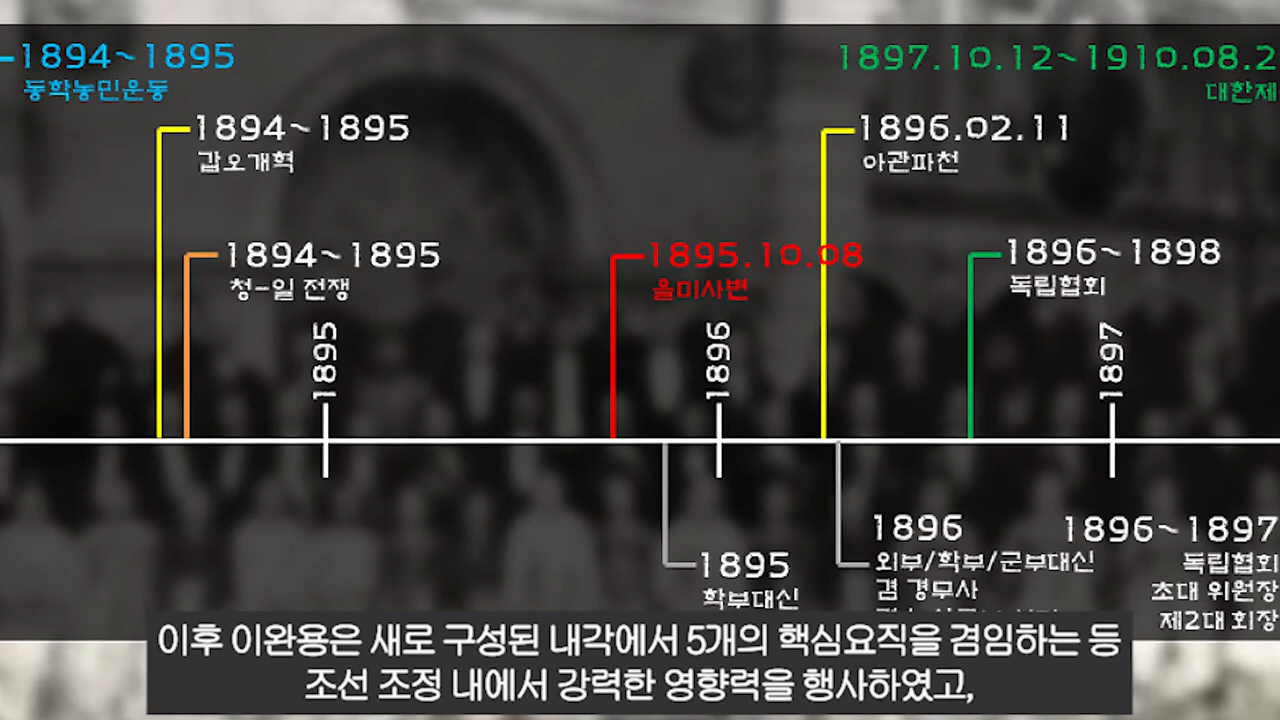 1894~1895
동학농민운동
1897.10.12~1910.08.2
대한제
1894~1895
갑오개혁
1896.02.11
아관파천
1894~1895
청-일 전쟁
1895.10.08
을미사변
1896~1898
독립협회
1895
1896
1897
1895
학부대신
1896
외부/학부/군부대신
겸 경무사
1896~1897
독립협회
초대 위원장
제2대 회장
이후 이완용은 새로 구성된 내각에서 5개의 핵심요직을 겸임하는 등
조선 조정 내에서 강력한 영향력을 행사하였고,